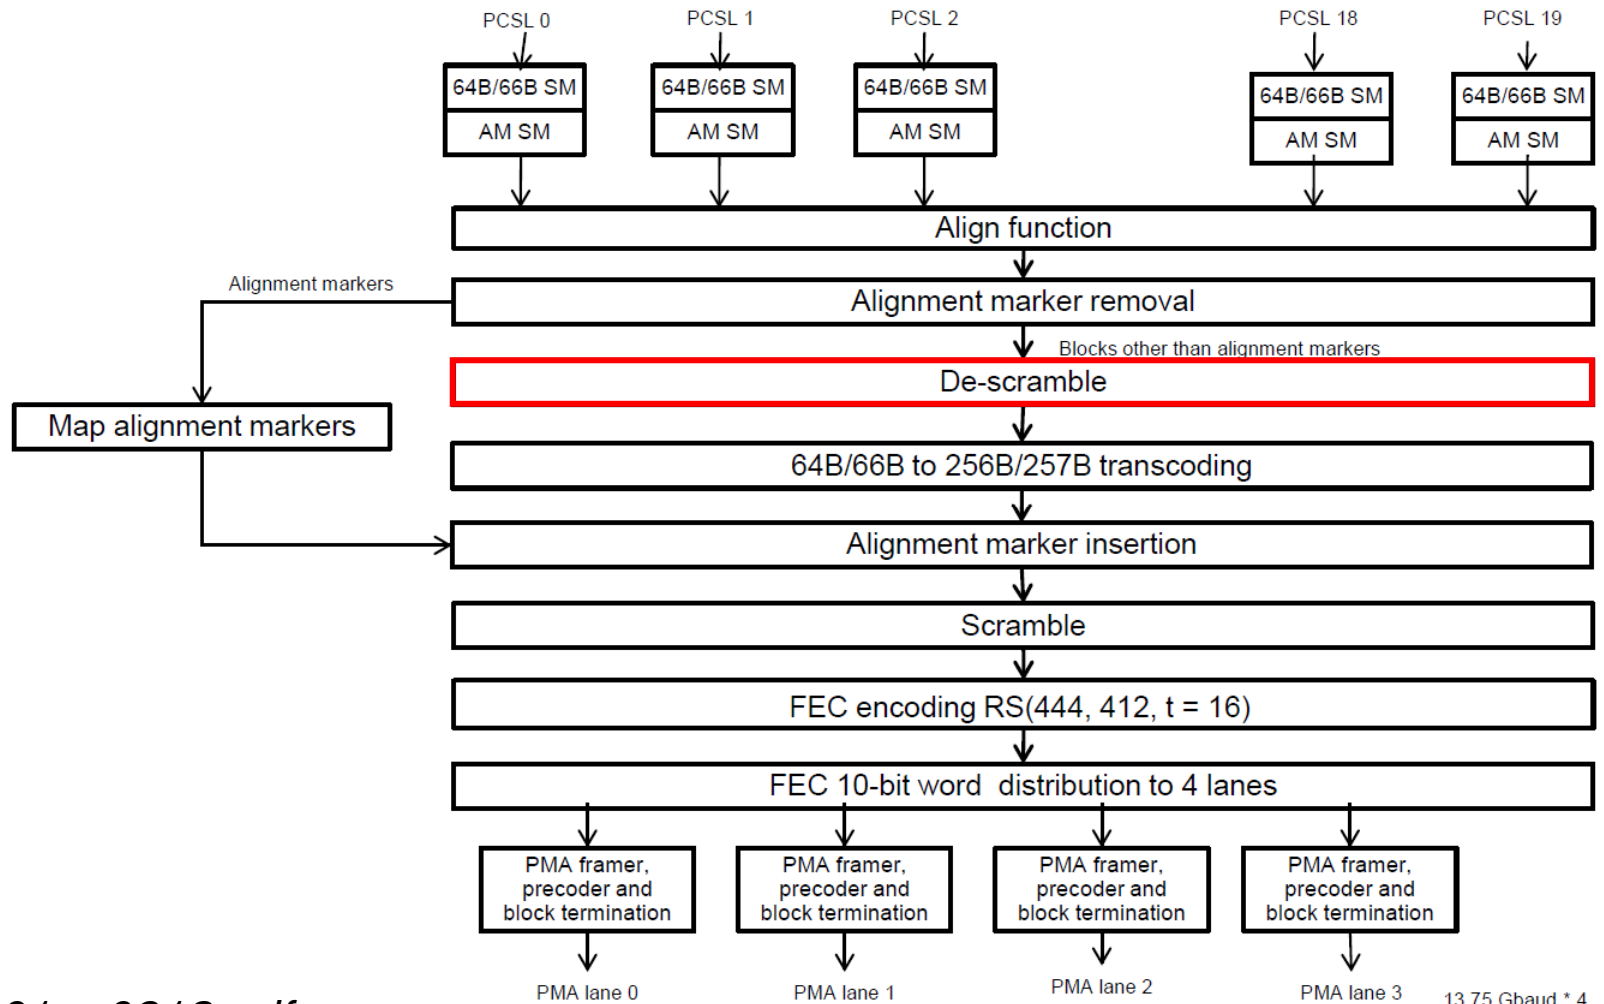 PCSL 0
PCSL 1
PCSL 2
PCSL 18
PCSL 19
64B/66B SM
64B/66B SM
64B/66B SM
64B/66B SM
64B/66B SM
AM SM
AM SM
AM SM
AM SM
AM SM
Align function
Alignment markers
Alignment marker removal
Blocks other than alignment markers
De-scramble
Map alignment markers
64B/66B to 256B/257B transcoding
Alignment marker insertion
Scramble
FEC encoding RS(444, 412, t = 16)
FEC 10-bit word distribution to 4 lanes
PMA framer,
precoder and
block termination
PMA framer,
precoder and
block termination
PMA framer,
precoder and
block termination
PMA framer,
precoder and
block termination
PMA lane 0
PMA lane 1
PMA lane 2
PMA lane 3
13.75 Gbaud * 4